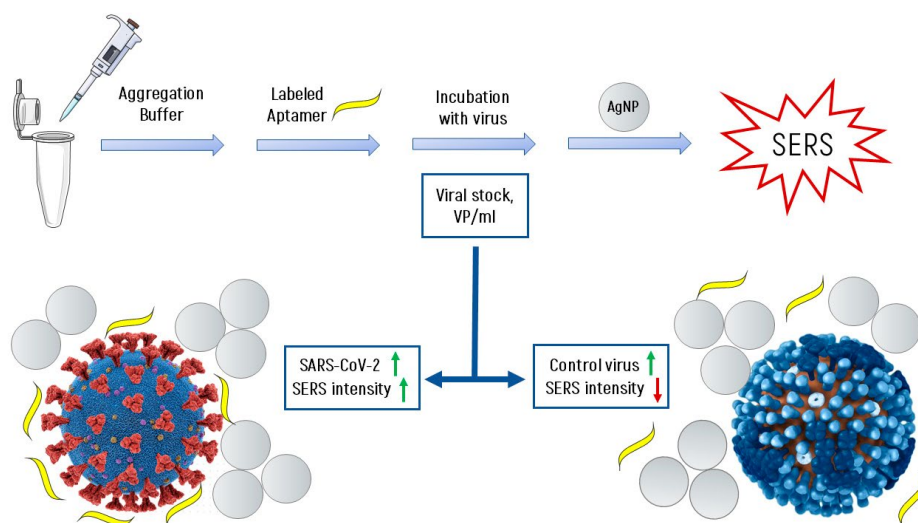 Aggregation
Buffer
Labeled
Aptamer
Incubation
with virus
AgNP
SERS
Viral stock,
VP/ml
SARS-CoV-2
SERS intensity
Control virus
SERS intensity